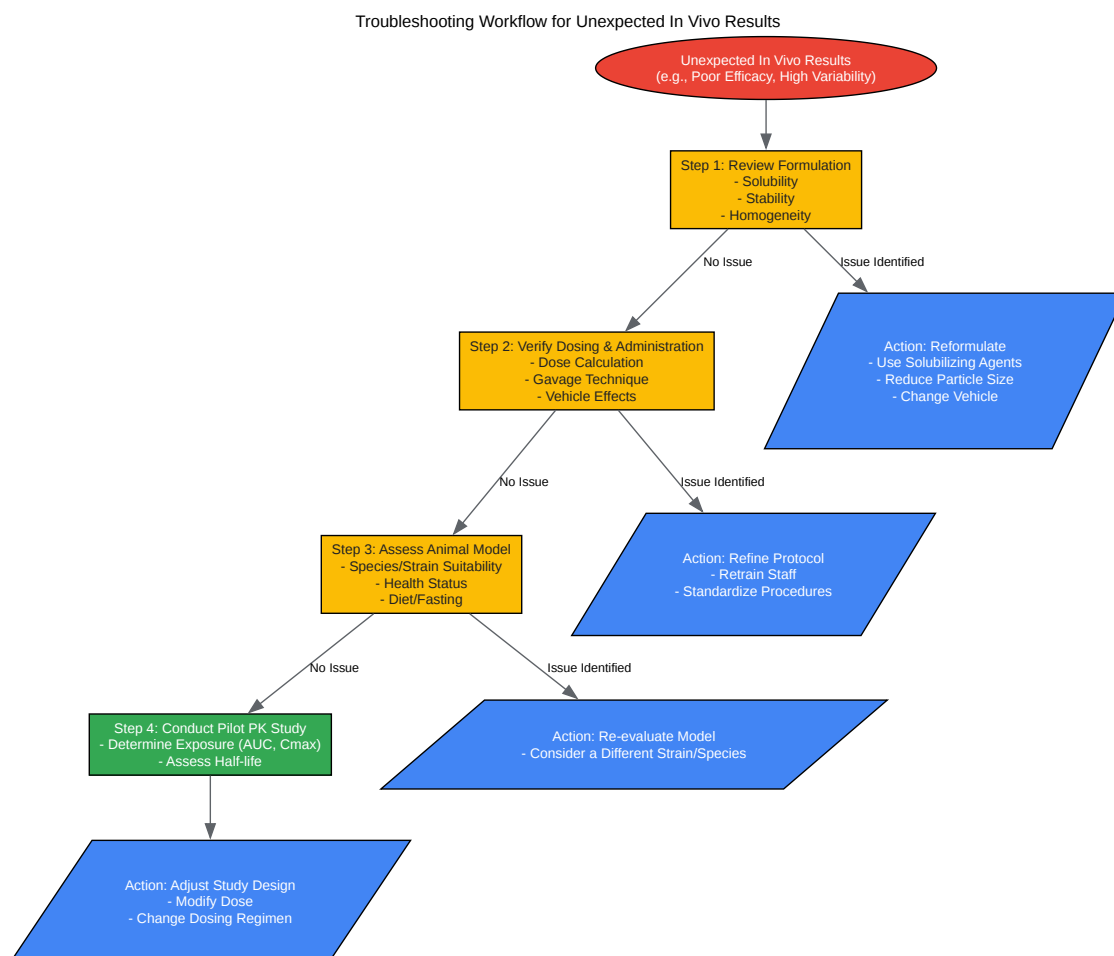 Troubleshooting Workflow for Unexpected In Vivo Results
Unexpected In Vivo Results
(e.g., Poor Efficacy, High Variability)
Step 1: Review Formulation
- Solubility
- Stability
- Homogeneity
No Issue
Issue Identified
Action: Reformulate
- Use Solubilizing Agents
- Reduce Particle Size
- Change Vehicle
Step 2: Verify Dosing & Administration
- Dose Calculation
- Gavage Technique
- Vehicle Effects
No Issue
Issue Identified
Action: Refine Protocol
- Retrain Staff
- Standardize Procedures
Step 3: Assess Animal Model
- Species/Strain Suitability
- Health Status
- Diet/Fasting
No Issue
Issue Identified
Action: Re-evaluate Model
- Consider a Different Strain/Species
Step 4: Conduct Pilot PK Study
- Determine Exposure (AUC, Cmax)
- Assess Half-life
Action: Adjust Study Design
- Modify Dose
- Change Dosing Regimen